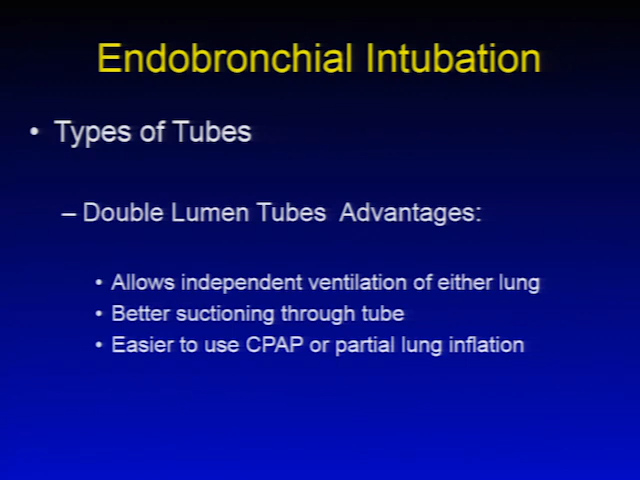 Endobronchial Intubation
• Types of Tubes
– Double Lumen Tubes Advantages:
• Allows independent ventilation of either lung
• Better suctioning through tube
• Easier to use CPAP or partial lung inflation